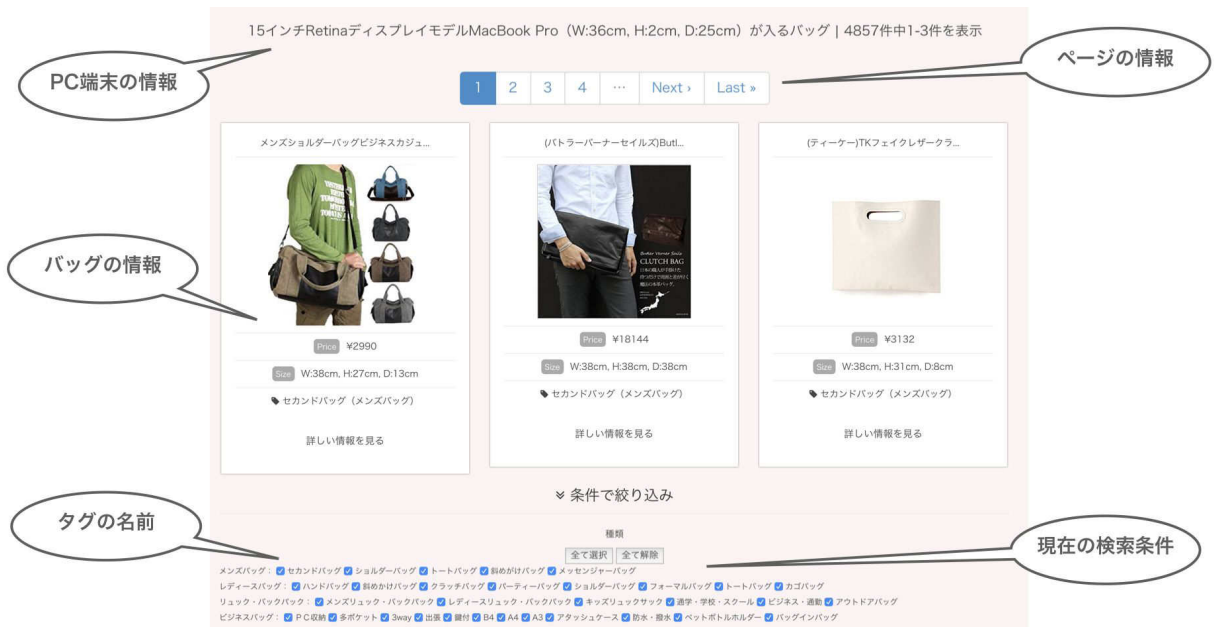 15インチRetinaディスプレイモデルMacBook Pro（W:36cm, H:2cm, D:25cm）が入るバッグ | 4857件中1-3件を表示
PC端末の情報
ページの情報
1 2 3 4 … Next › Last »
メンズショルダーバッグビジネスカジュ...
(バトラーバーナーセイルズ)Butl...
(ティーケー)TKフェイクレザークラ...
バッグの情報
Butler Verner Sails
CLUTCH BAG
日本の職人が手掛けた
Price ¥2990
Price ¥18144
Price ¥3132
Size W:38cm, H:27cm, D:13cm
Size W:38cm, H:38cm, D:38cm
Size W:38cm, H:31cm, D:8cm
セカンドバッグ（メンズバッグ）
セカンドバッグ（メンズバッグ）
セカンドバッグ（メンズバッグ）
詳しい情報を見る
詳しい情報を見る
詳しい情報を見る
条件で絞り込み
タグの名前
現在の検索条件
種類
全て選択 全て解除
メンズバッグ： セカンドバッグ ショルダーバッグ トートバッグ 斜めがけバッグ メッセンジャーバッグ
レディースバッグ： ハンドバッグ 斜めかけバッグ クラッチバッグ パーティーバッグ ショルダーバッグ フォーマルバッグ トートバッグ カゴバッグ
リュック・バックパック： メンズリュック・バックパック レディースリュック・バックパック キッズリュックサック 通学・学校・スクール ビジネス・通勤 アウトドアバッグ
ビジネスバッグ： ＰＣ収納 多ポケット 3way 出張 鍵付 B4 A4 A3 アタッシュケース 防水・撥水 ペットボトルホルダー バッグインバッグ